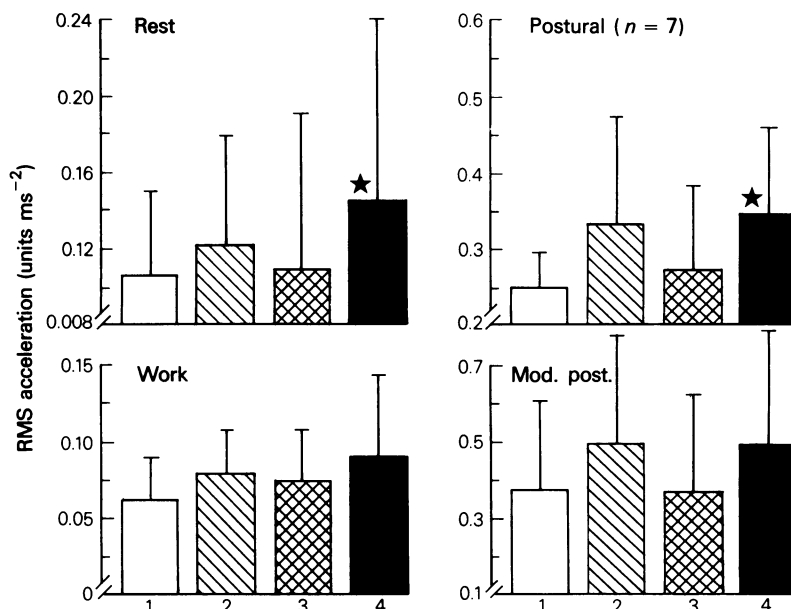 RMS acceleration (units ms⁻²)
Rest
0.24
0.20
0.16
0.12
0.008
Postural (n = 7)
0.6
0.5
0.4
0.3
0.2
Work
0.15
0.10
0.05
0
1 2 3 4
Mod. post.
0.7
0.5
0.3
0.1
1 2 3 4